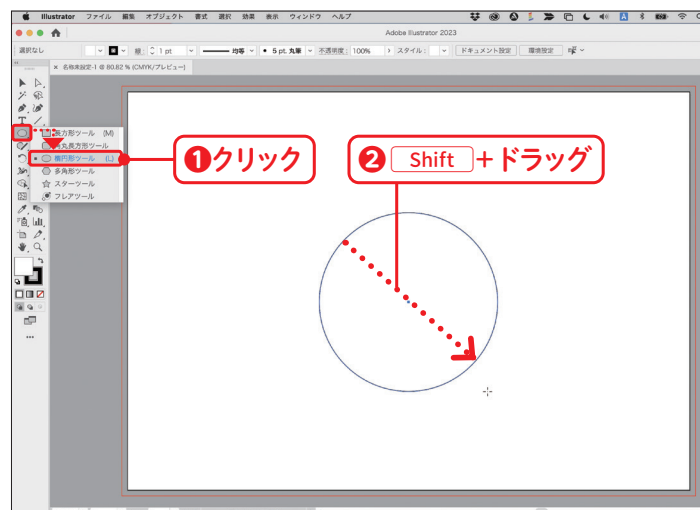 Illustrator ファイル 編集 オブジェクト 書式 選択 効果 表示 ウィンドウ ヘルプ
Adobe Illustrator 2023
選択なし 線: 1 pt 均等 5 pt. 丸筆 不透明度: 100% スタイル: ドキュメント設定 環境設定
× 名称未設定-1 @ 80.82 % (CMYK/プレビュー)
長方形ツール (M)
角丸長方形ツール
楕円形ツール (L)
多角形ツール
スターツール
フレアツール
❶クリック
❷ Shift +ドラッグ